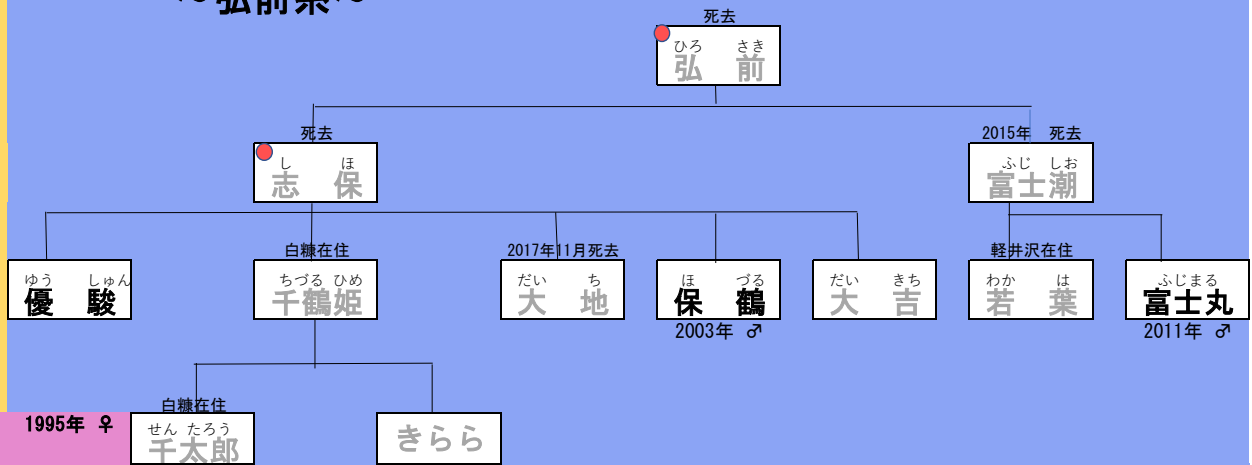 ~弘前系~
死去
ひろ さき
弘 前
死去
し ほ
志 保
2015年 死去
ふじ しお
富士潮
ゆう しゅん
優 駿
白糠在住
ちづる ひめ
千鶴姫
2017年11月死去
だい ち
大 地
ほ づる
保 鶴
2003年 ♂
だい きち
大 吉
軽井沢在住
わか は
若 葉
ふじまる
富士丸
2011年 ♂
1995年 ♀
白糠在住
せん たろう
千太郎
きらら